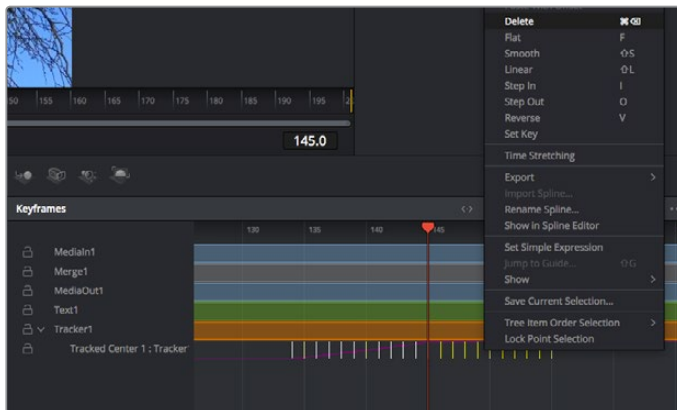 Delete ⌘⌫
Flat F
Smooth ⇧S
Linear ⇧L
Step In I
Step Out O
Reverse V
Set Key
Time Stretching
Export >
Import Spline...
Rename Spline...
Show in Spline Editor
Set Simple Expression
Jump to Guide... ⇧G
Show >
Save Current Selection...
Tree Item Order Selection >
Lock Point Selection
50 155 160 165 170 175 180 185 190 195 2
145.0
Keyframes
130 135 140 145
MediaIn1
Merge1
MediaOut1
Text1
Tracker1
Tracked Center 1 : Tracker